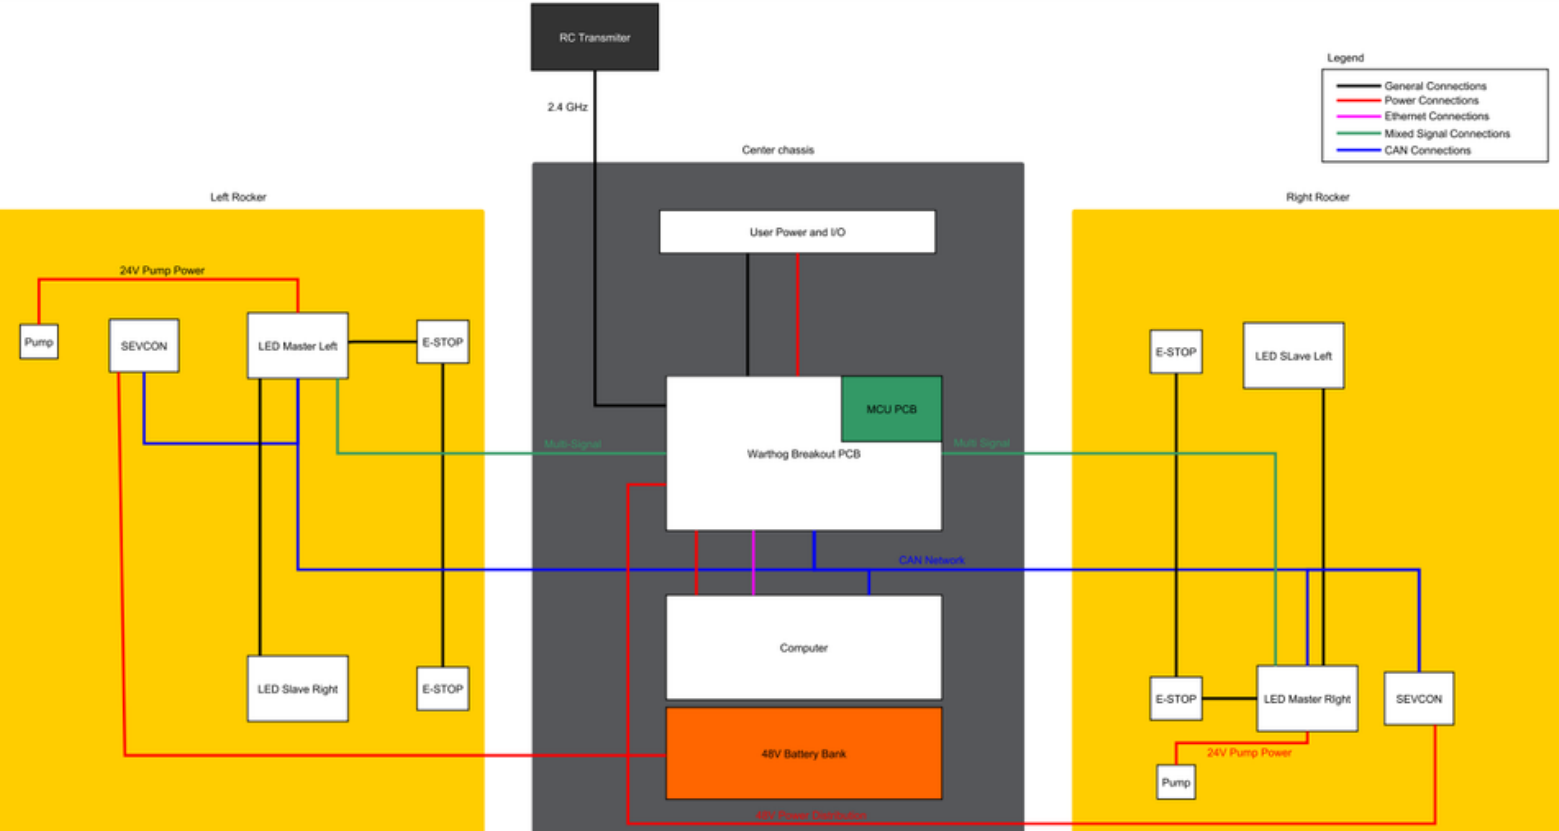 RC Transmiter
2.4 GHz
Legend
General Connections
Power Connections
Ethernet Connections
Mixed Signal Connections
CAN Connections
Center chassis
Left Rocker
Right Rocker
User Power and I/O
24V Pump Power
Pump
SEVCON
LED Master Left
E-STOP
E-STOP
LED SLave Left
MCU PCB
Multi-Signal
Warthog Breakout PCB
Multi Signal
CAN Network
Computer
LED Slave Right
E-STOP
E-STOP
LED Master RIght
SEVCON
48V Battery Bank
24V Pump Power
Pump
48V Power Distribution